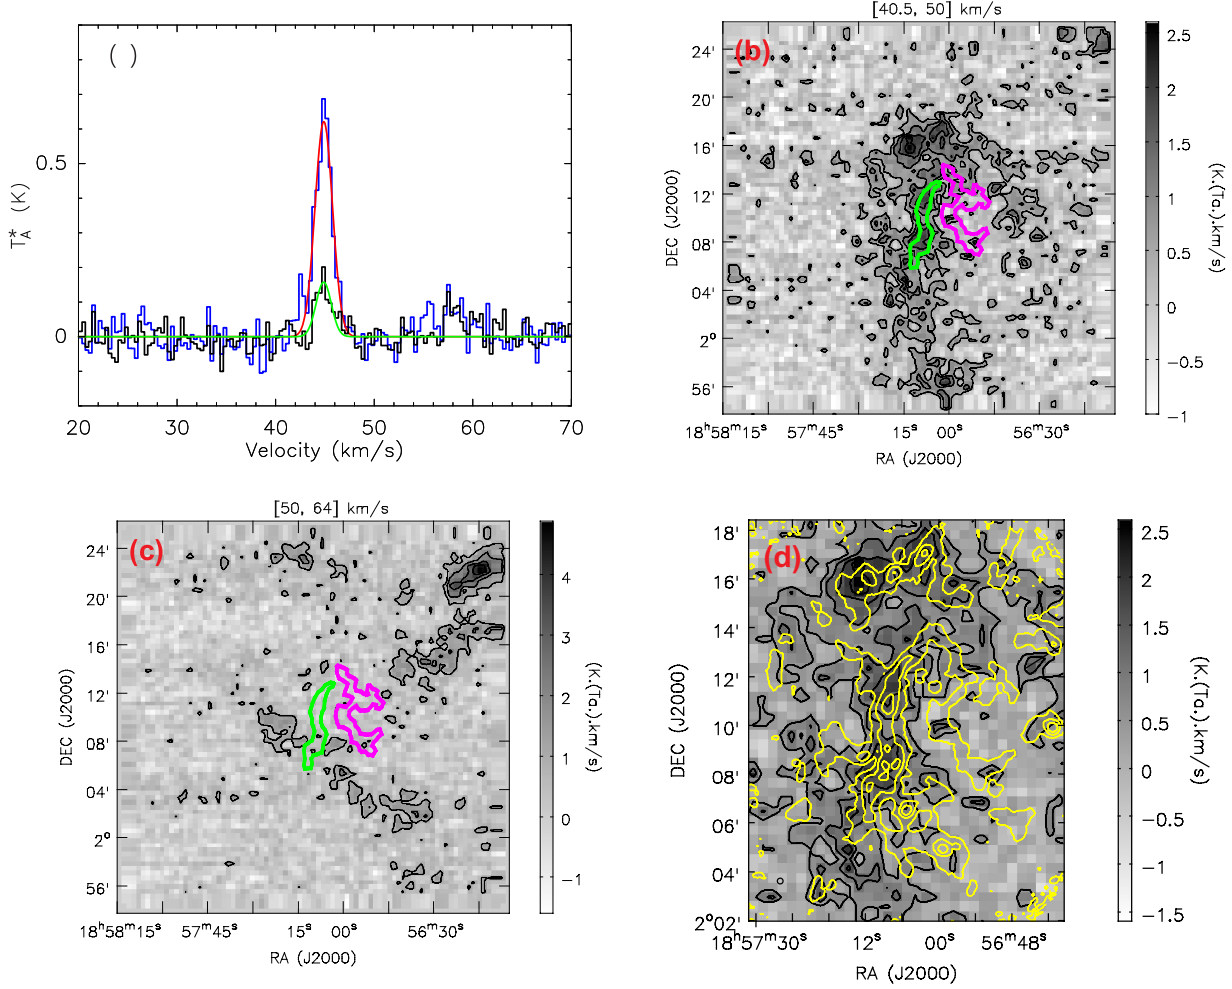 ( )
0.5
0
T*A (K)
20 30 40 50 60 70
Velocity (km/s)
[40.5, 50] km/s
(b)
24'
20'
16'
12'
08'
04'
2°
56'
DEC (J2000)
18ʰ58ᵐ15ˢ 57ᵐ45ˢ 15ˢ 00ˢ 56ᵐ30ˢ
RA (J2000)
2.5
2
1.5
1
0.5
0
−0.5
−1
(K.(Ta.).km/s)
[50, 64] km/s
(c)
24'
20'
16'
12'
08'
04'
2°
56'
DEC (J2000)
18ʰ58ᵐ15ˢ 57ᵐ45ˢ 15ˢ 00ˢ 56ᵐ30ˢ
RA (J2000)
4
3
2
1
0
−1
(K.(Ta.).km/s)
(d)
18'
16'
14'
12'
10'
08'
06'
04'
2°02'
DEC (J2000)
18ʰ57ᵐ30ˢ 12ˢ 00ˢ 56ᵐ48ˢ
RA (J2000)
2.5
2
1.5
1
0.5
0
−0.5
−1
−1.5
(K.(Ta.).km/s)